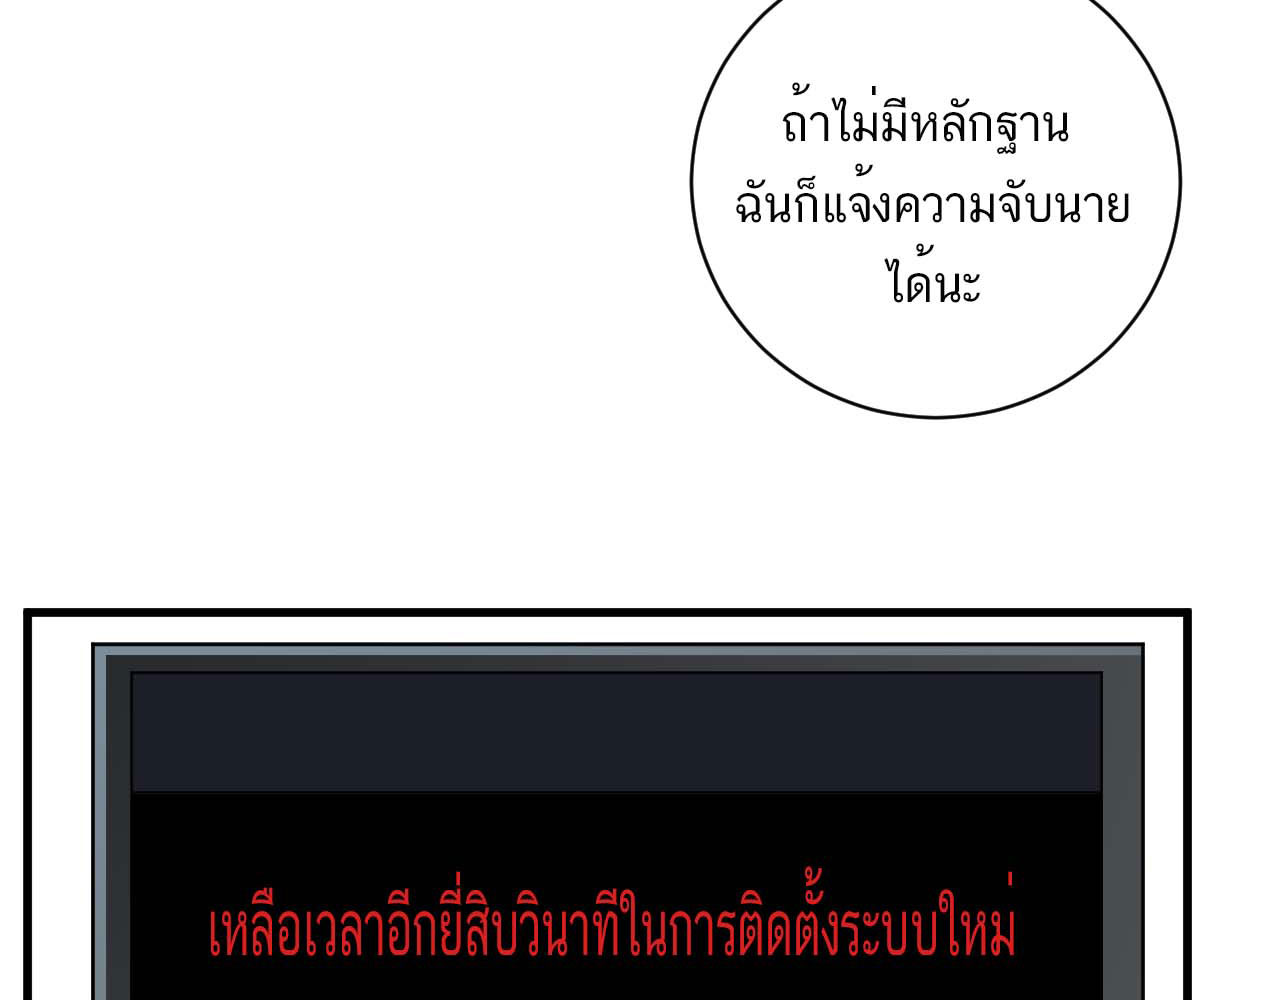 ถ้าไม่มีหลักฐาน
ฉันก็แจ้งความจับนาย
ได้นะ
เหลือเวลาอีกยี่สิบวินาทีในการติดตั้งระบบใหม่